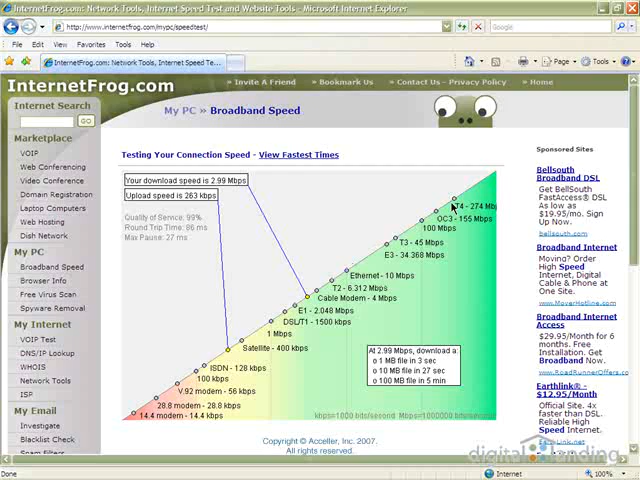 InternetFrog.com: Network Tools, Internet Speed Test and Website Tools - Microsoft Internet Explorer
http://www.internetfrog.com/mypc/speedtest/
Google
File Edit View Favorites Tools Help
InternetFrog.com: Network Tools, Internet Speed Te...
Page Tools
InternetFrog.com
» Invite A Friend » Bookmark Us » Contact Us - Privacy Policy » Home
Internet Search
GO
My PC » Broadband Speed
Marketplace
VOIP
Web Conferencing
Video Conference
Domain Registration
Laptop Computers
Web Hosting
Dish Network
My PC
Broadband Speed
Browser Info
Free Virus Scan
Spyware Removal
My Internet
VOIP Test
DNS/IP Lookup
WHOIS
Network Tools
ISP
My Email
Investigate
Blacklist Check
Spam Filters
Testing Your Connection Speed - View Fastest Times
Your download speed is 2.99 Mbps
Upload speed is 263 kbps
Quality of Service: 99%
Round Trip Time: 86 ms
Max Pause: 27 ms
T4 - 274 Mb
OC3 - 155 Mbps
100 Mbps
T3 - 45 Mbps
E3 - 34.368 Mbps
Ethernet - 10 Mbps
T2 - 6.312 Mbps
Cable Modem - 4 Mbps
E1 - 2.048 Mbps
DSL/T1 - 1500 kbps
1 Mbps
Satellite - 400 kbps
ISDN - 128 kbps
100 kbps
V.92 modem - 56 kbps
28.8 modem - 28.8 kbps
14.4 modem - 14.4 kbps
At 2.99 Mbps, download a:
o 1 MB file in 3 sec
o 10 MB file in 27 sec
o 100 MB file in 5 min
kbps=1000 bits/second Mbps=1000000 bits/sec
Copyright © Acceller, Inc. 2007.
All rights reserved.
Sponsored Sites
Bellsouth
Broadband DSL
Get BellSouth
FastAccess® DSL
As low as
$19.95/mo. Sign
Up Now.
bellsouth.com
Broadband Internet
Moving? Order
High Speed
Internet, Digital
Cable & Phone at
One Site.
www.MoverHotline.com
Broadband Internet
Access
$29.95/Month for 6
months. Free
Installation. Get
Broadband Now.
www.RoadRunnerOffers.co
Earthlink® -
$12.95/Month
Official Site. 4x
faster than DSL.
Reliable High
Speed Internet.
EarthLink.net
digital landing
Done
Internet
100%